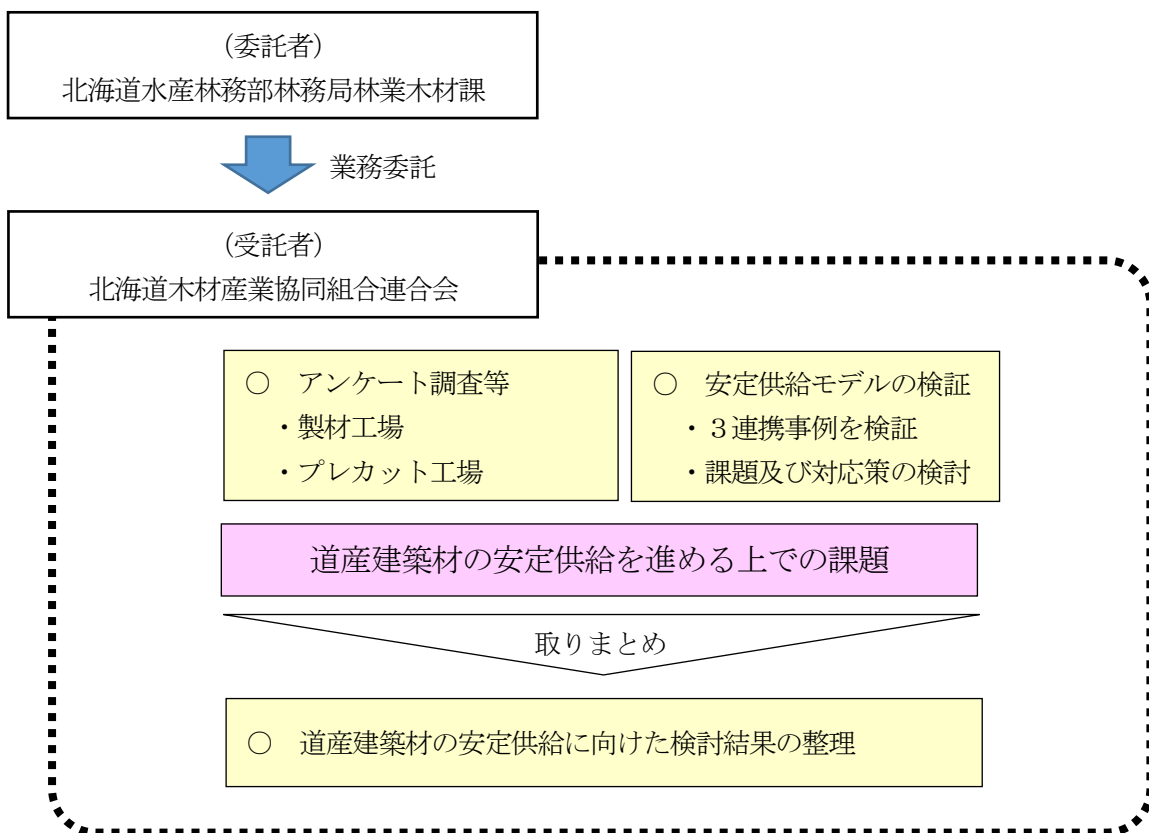 （委託者）
北海道水産林務部林務局林業木材課
業務委託
（受託者）
北海道木材産業協同組合連合会
○　アンケート調査等
・製材工場
・プレカット工場
○　安定供給モデルの検証
・３連携事例を検証
・課題及び対応策の検討
道産建築材の安定供給を進める上での課題
取りまとめ
○　道産建築材の安定供給に向けた検討結果の整理